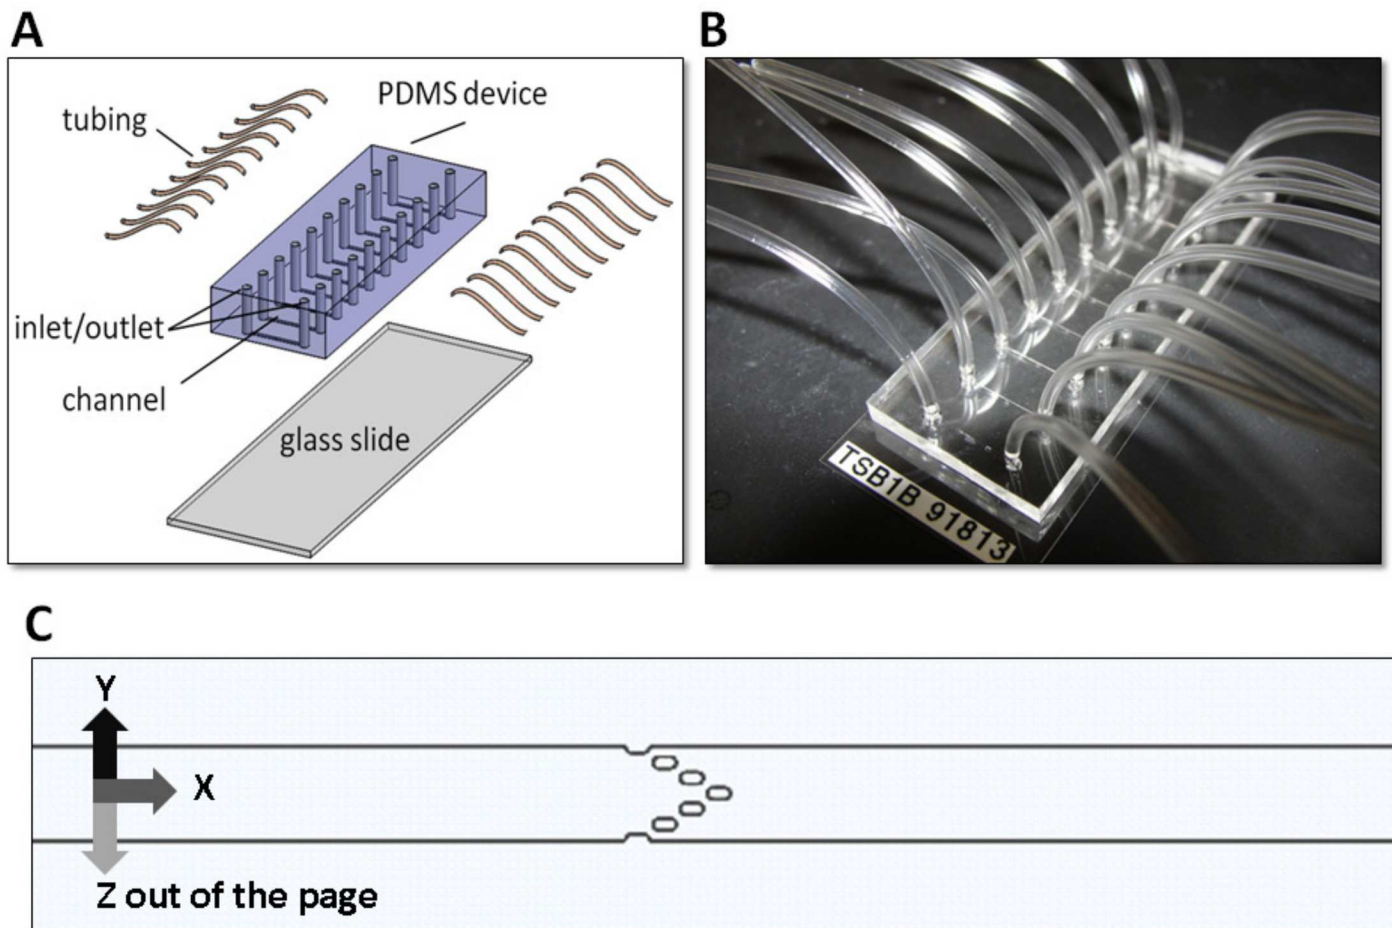 A
tubing
PDMS device
inlet/outlet
channel
glass slide
B
TSB1B 91813
C
Y
X
Z out of the page